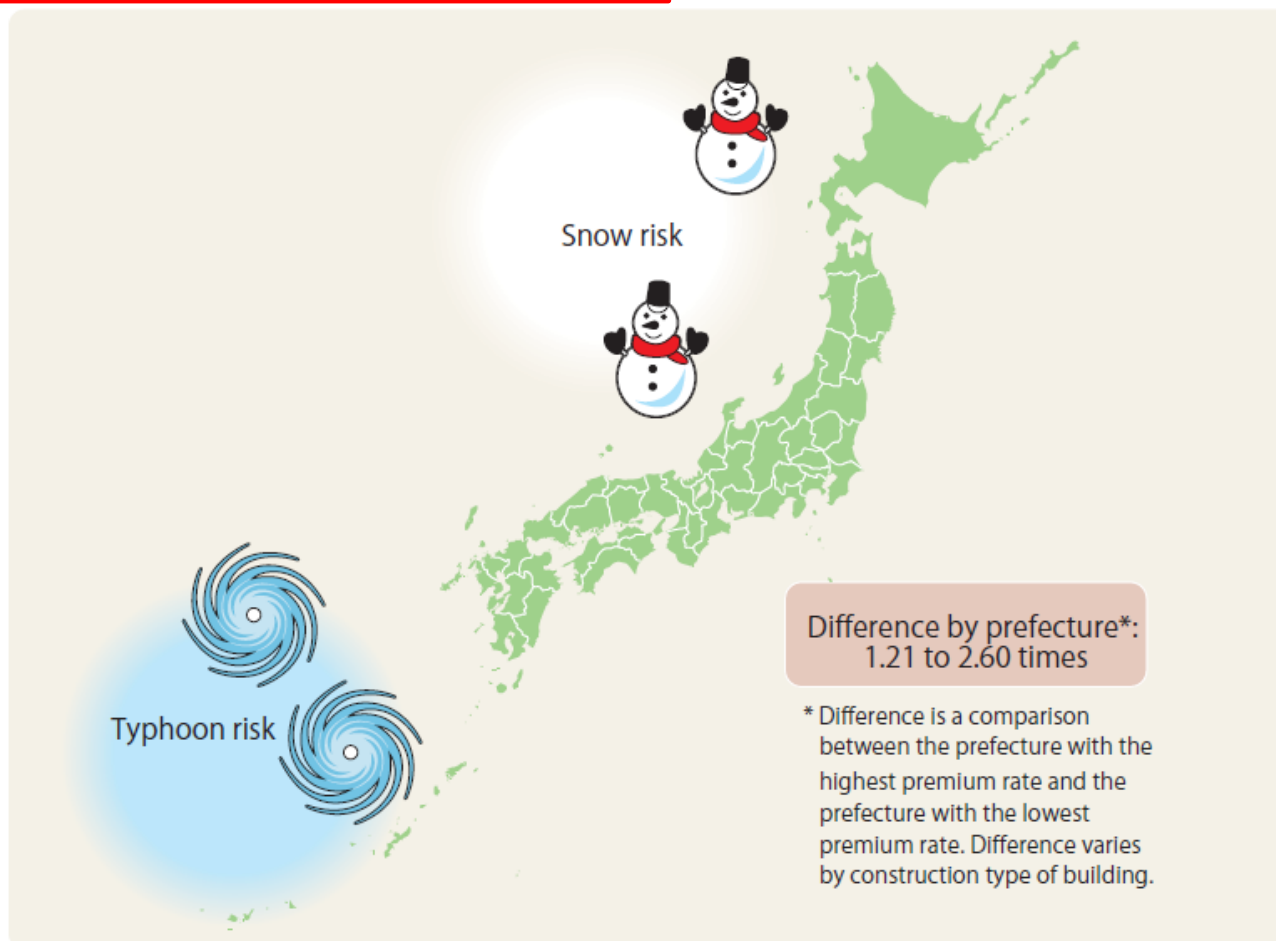 Snow risk
Typhoon risk
Difference by prefecture*:
1.21 to 2.60 times
* Difference is a comparison
between the prefecture with the
highest premium rate and the
prefecture with the lowest
premium rate. Difference varies
by construction type of building.